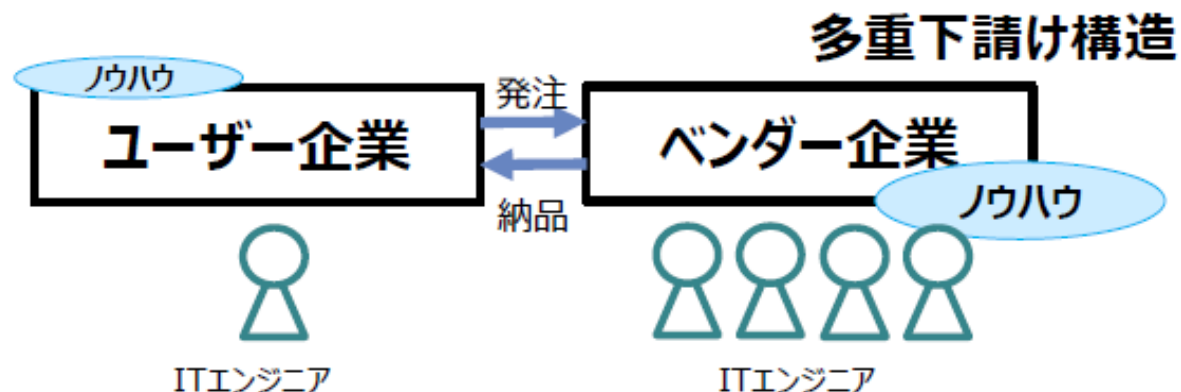 多重下請け構造
ノウハウ
ユーザー企業
発注
納品
ベンダー企業
ノウハウ
ITエンジニア
ITエンジニア